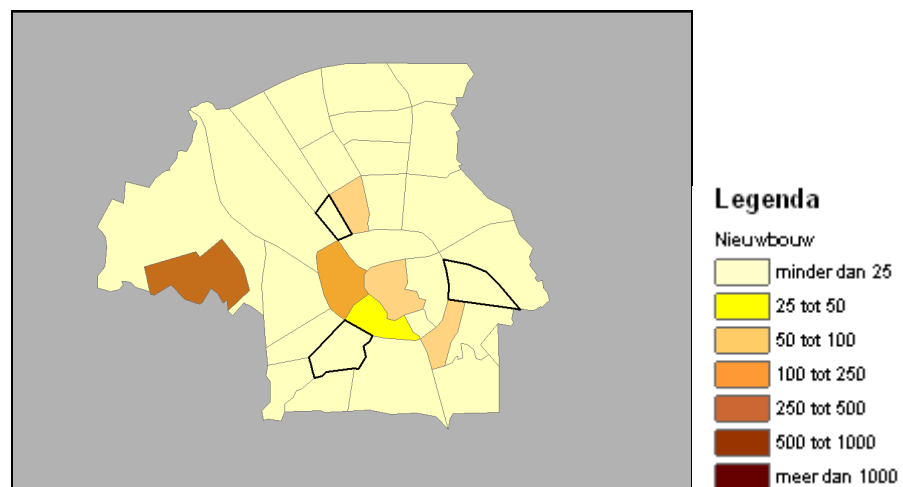 Legenda
Nieuwbouw
minder dan 25
25 tot 50
50 tot 100
100 tot 250
250 tot 500
500 tot 1000
meer dan 1000